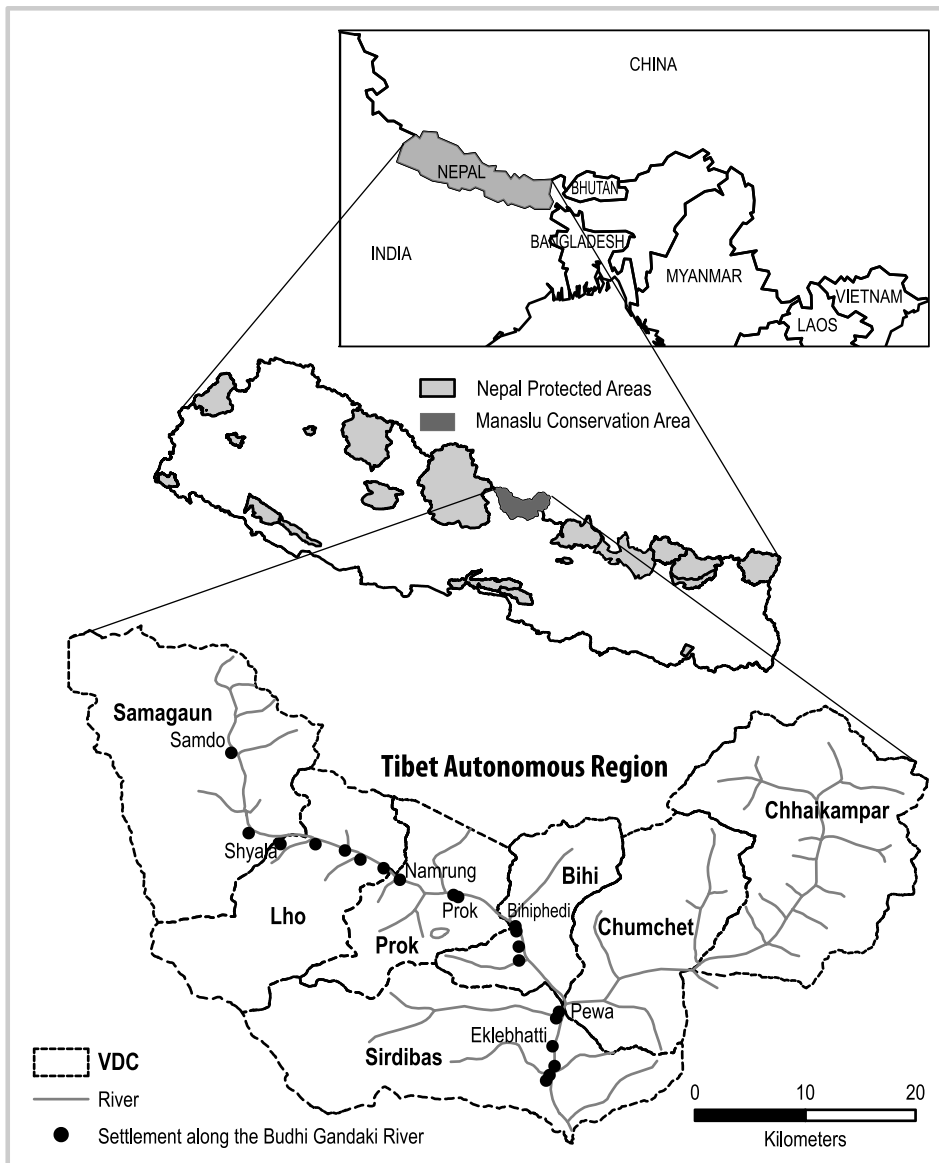 CHINA
NEPAL
BHUTAN
BANGLADESH
INDIA
MYANMAR
VIETNAM
LAOS
Nepal Protected Areas
Manaslu Conservation Area
Samagaun
Samdo
Tibet Autonomous Region
Chhaikampar
Shyala
Namrung
Bihi
Lho
Prok
Bihiphedi
Chumchet
Prok
Pewa
Eklebhatti
Sirdibas
VDC
River
Settlement along the Budhi Gandaki River
0 10 20
Kilometers